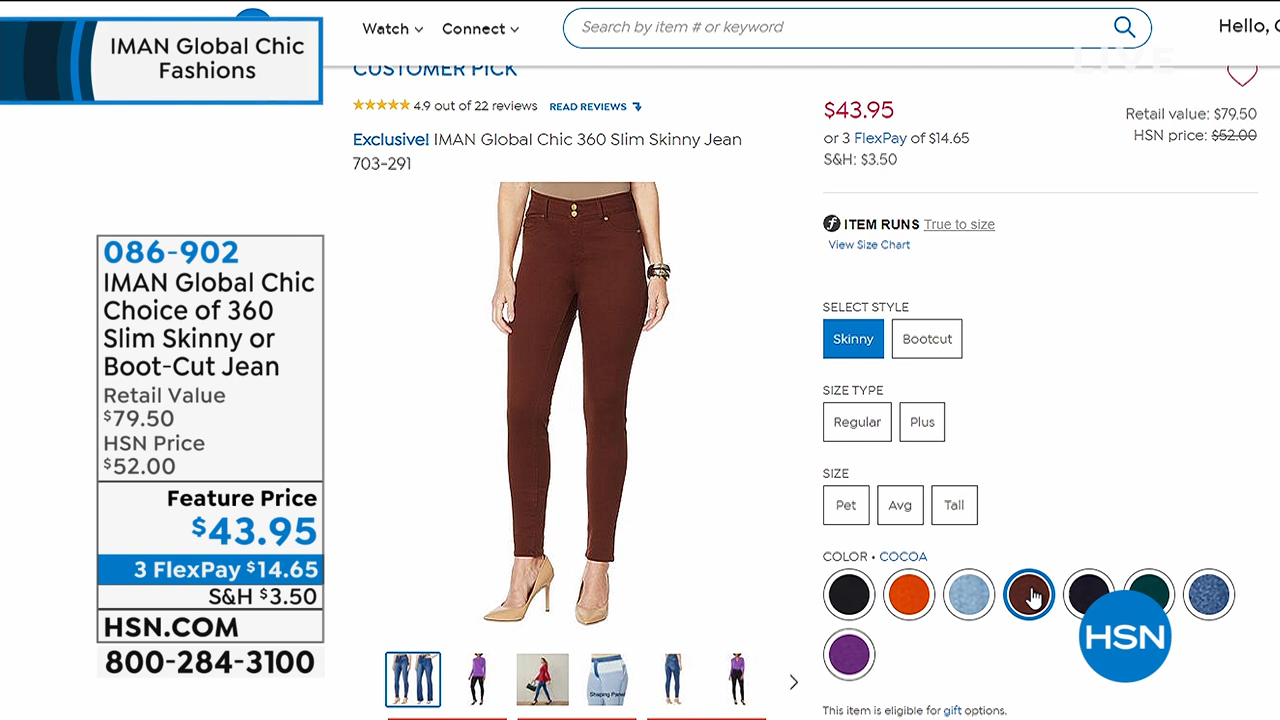 IMAN Global Chic
Fashions
Watch
Connect
Search by item # or keyword
Hello,
LIVE
CUSTOMER PICK
4.9 out of 22 reviews READ REVIEWS
Exclusive! IMAN Global Chic 360 Slim Skinny Jean
703-291
$43.95
or 3 FlexPay of $14.65
S&H: $3.50
Retail value: $79.50
HSN price: $52.00
ITEM RUNS True to size
View Size Chart
SELECT STYLE
Skinny
Bootcut
SIZE TYPE
Regular
Plus
SIZE
Pet
Avg
Tall
COLOR • COCOA
This item is eligible for gift options.
086-902
IMAN Global Chic
Choice of 360
Slim Skinny or
Boot-Cut Jean
Retail Value
$79.50
HSN Price
$52.00
Feature Price
$43.95
3 FlexPay $14.65
S&H $3.50
HSN.COM
800-284-3100
Shaping Panel
HSN